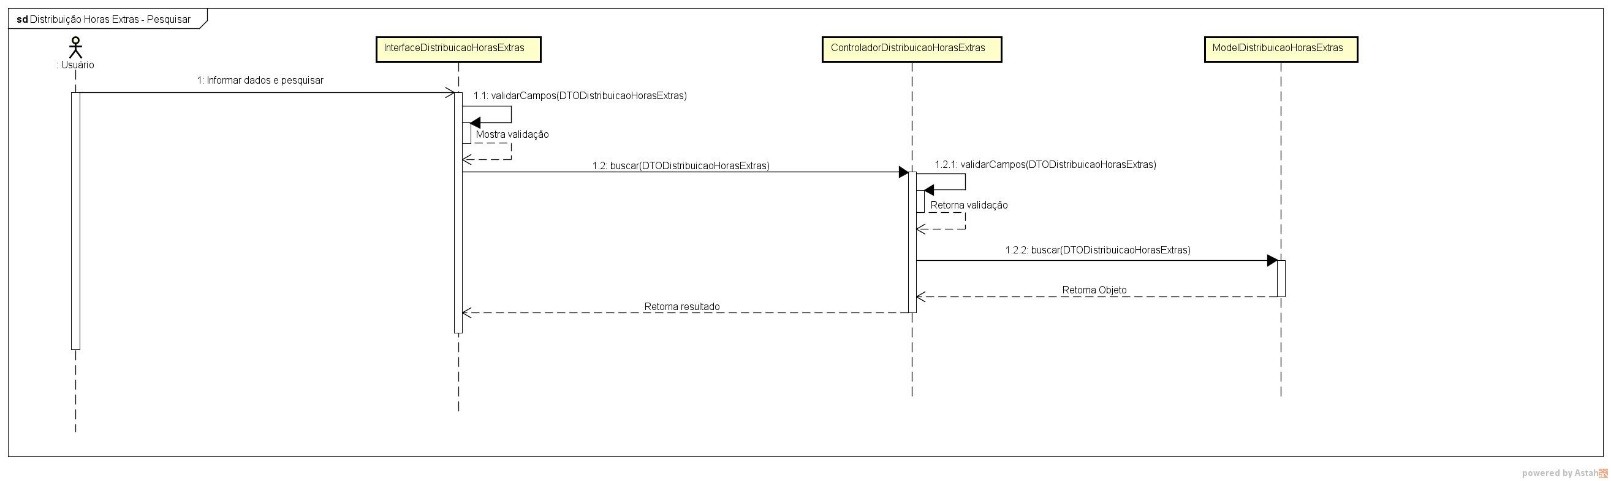 sd Distribuição Horas Extras - Pesquisar
: Usuário
InterfaceDistribuicaoHorasExtras
ControladorDistribuicaoHorasExtras
ModelDistribuicaoHorasExtras
1: Informar dados e pesquisar
1.1: validarCampos(DTODistribuicaoHorasExtras)
Mostra validação
1.2: buscar(DTODistribuicaoHorasExtras)
1.2.1: validarCampos(DTODistribuicaoHorasExtras)
Retorna validação
1.2.2: buscar(DTODistribuicaoHorasExtras)
Retorna Objeto
Retorna resultado
powered by Astah